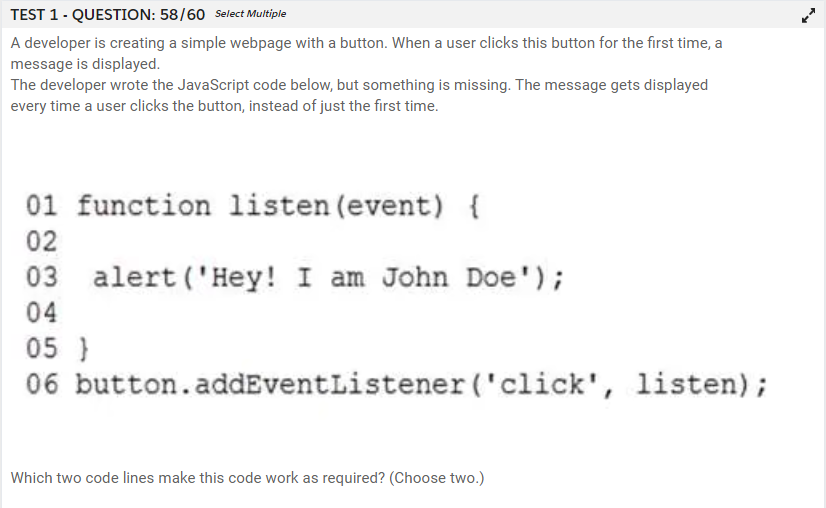 TEST 1 - QUESTION: 58/60 Select Multiple
A developer is creating a simple webpage with a button. When a user clicks this button for the first time, a
message is displayed.
The developer wrote the JavaScript code below, but something is missing. The message gets displayed
every time a user clicks the button, instead of just the first time.
01 function listen(event) {
02
03 alert('Hey! I am John Doe');
04
05 }
06 button.addEventListener('click', listen);
Which two code lines make this code work as required? (Choose two.)